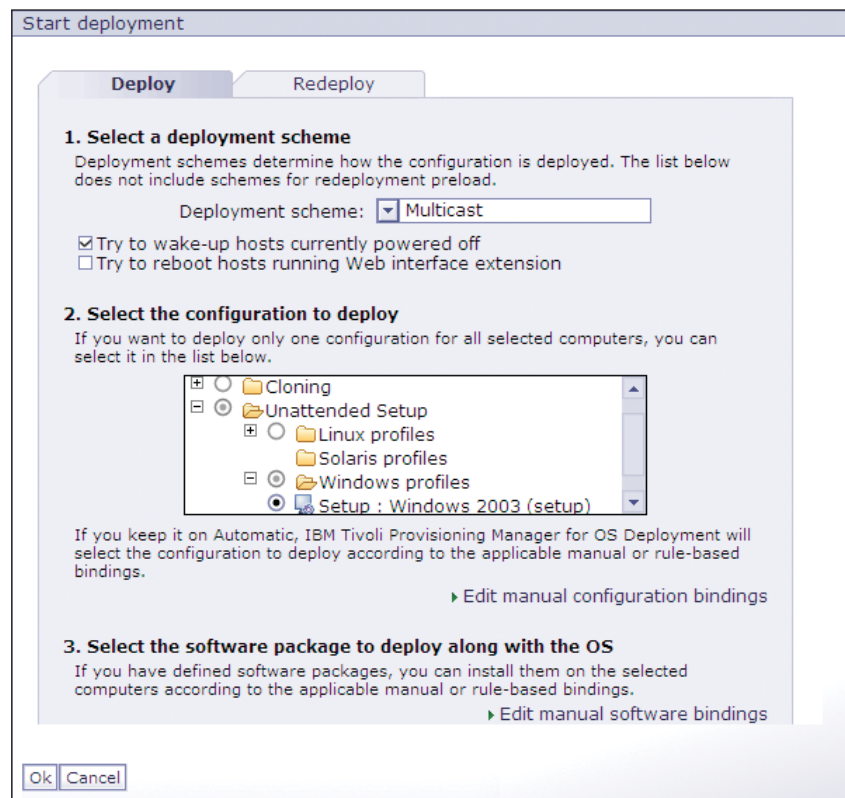 Start deployment
Deploy
Redeploy
1. Select a deployment scheme
Deployment schemes determine how the configuration is deployed. The list below
does not include schemes for redeployment preload.
Deployment scheme: Multicast
Try to wake-up hosts currently powered off
Try to reboot hosts running Web interface extension
2. Select the configuration to deploy
If you want to deploy only one configuration for all selected computers, you can
select it in the list below.
Cloning
Unattended Setup
Linux profiles
Solaris profiles
Windows profiles
Setup : Windows 2003 (setup)
If you keep it on Automatic, IBM Tivoli Provisioning Manager for OS Deployment will
select the configuration to deploy according to the applicable manual or rule-based
bindings.
Edit manual configuration bindings
3. Select the software package to deploy along with the OS
If you have defined software packages, you can install them on the selected
computers according to the applicable manual or rule-based bindings.
Edit manual software bindings
Ok Cancel